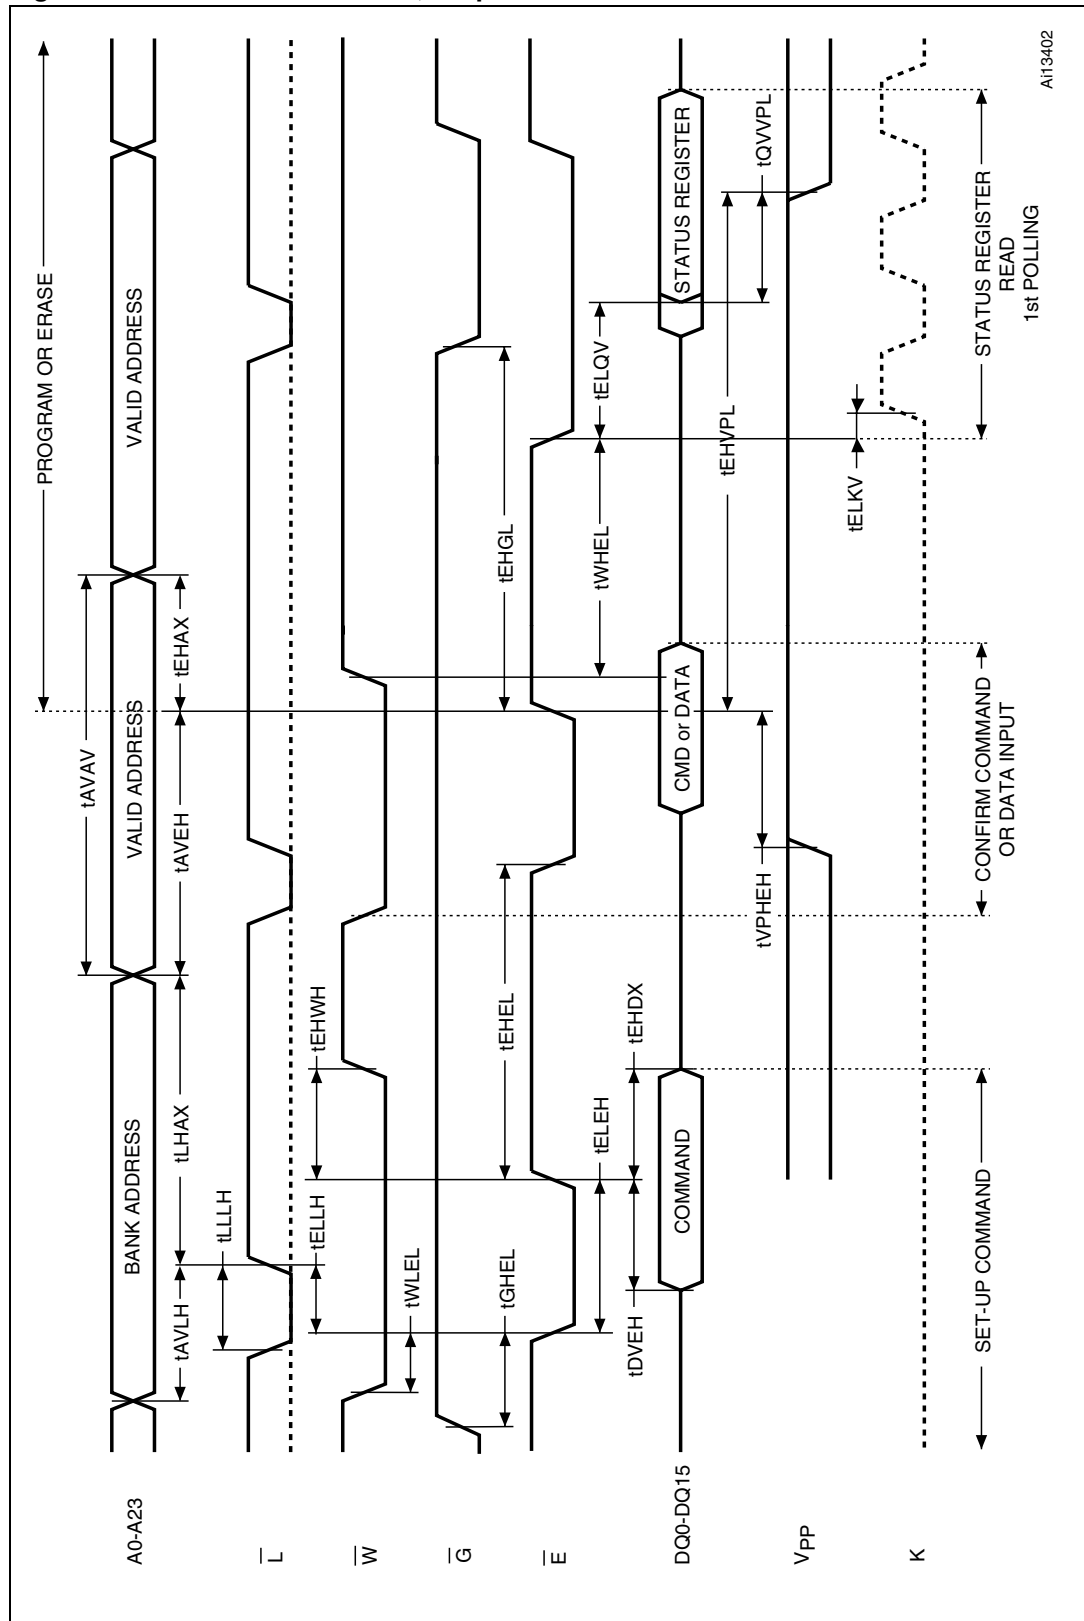 PROGRAM OR ERASE
tAVAV
A0-A23
BANK ADDRESS
VALID ADDRESS
VALID ADDRESS
tAVLH
tLHAX
tAVEH
tEHAX
tLLLH
L
tELLH
tEHWH
W
tWLEL
G
tGHEL
tEHEL
tEHGL
E
tELEH
tWHEL
tELQV
tDVEH
tEHDX
DQ0-DQ15
COMMAND
CMD or DATA
STATUS REGISTER
tEHVPL
tVPHEH
tQVVPL
VPP
tELKV
K
SET-UP COMMAND
CONFIRM COMMAND
OR DATA INPUT
STATUS REGISTER
READ
1st POLLING
Ai13402